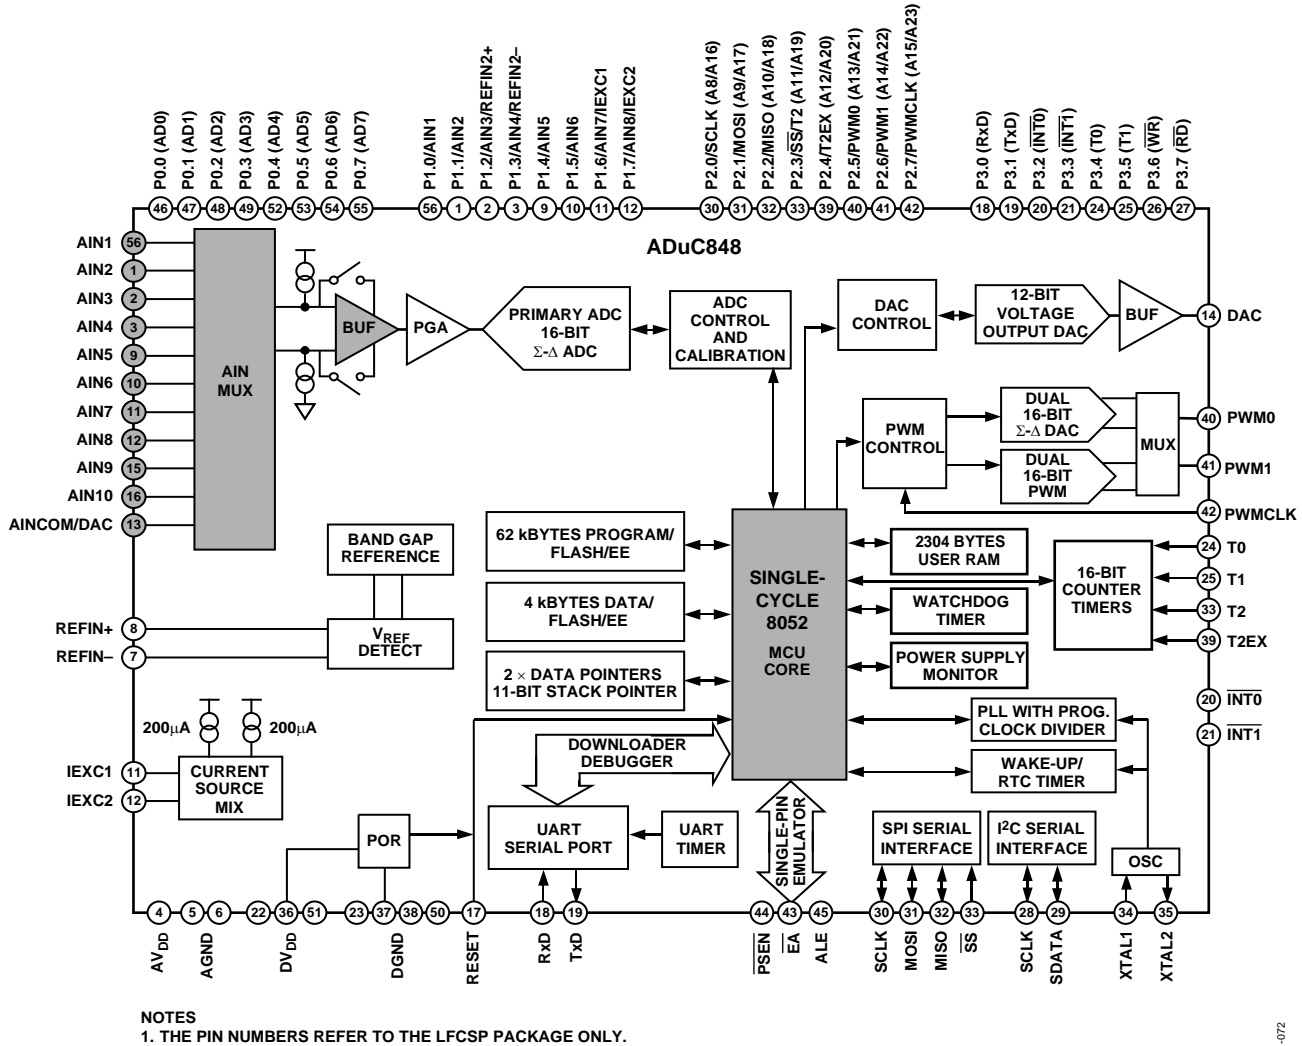 P0.0 (AD0)
P0.1 (AD1)
P0.2 (AD2)
P0.3 (AD3)
P0.4 (AD4)
P0.5 (AD5)
P0.6 (AD6)
P0.7 (AD7)
P1.0/AIN1
P1.1/AIN2
P1.2/AIN3/REFIN2+
P1.3/AIN4/REFIN2–
P1.4/AIN5
P1.5/AIN6
P1.6/AIN7/IEXC1
P1.7/AIN8/IEXC2
P2.0/SCLK (A8/A16)
P2.1/MOSI (A9/A17)
P2.2/MISO (A10/A18)
P2.3/S̅S̅/T2 (A11/A19)
P2.4/T2EX (A12/A20)
P2.5/PWM0 (A13/A21)
P2.6/PWM1 (A14/A22)
P2.7/PWMCLK (A15/A23)
P3.0 (RxD)
P3.1 (TxD)
P3.2 (I̅N̅T̅0̅)
P3.3 (I̅N̅T̅1̅)
P3.4 (T0)
P3.5 (T1)
P3.6 (W̅R̅)
P3.7 (R̅D̅)
46 47 48 49 52 53 54 55
56 1 2 3 9 10 11 12
30 31 32 33 39 40 41 42
18 19 20 21 24 25 26 27
ADuC848
AIN1 56
AIN2 1
AIN3 2
AIN4 3
AIN5 9
AIN6 10
AIN7 11
AIN8 12
AIN9 15
AIN10 16
AINCOM/DAC 13
AIN
MUX
BUF
PGA
PRIMARY ADC
16-BIT
Σ-Δ ADC
ADC
CONTROL
AND
CALIBRATION
DAC
CONTROL
12-BIT
VOLTAGE
OUTPUT DAC
BUF
14 DAC
PWM
CONTROL
DUAL
16-BIT
Σ-Δ DAC
DUAL
16-BIT
PWM
MUX
40 PWM0
41 PWM1
42 PWMCLK
BAND GAP
REFERENCE
VREF
DETECT
REFIN+ 8
REFIN– 7
62 kBYTES PROGRAM/
FLASH/EE
4 kBYTES DATA/
FLASH/EE
2 × DATA POINTERS
11-BIT STACK POINTER
SINGLE-
CYCLE
8052
MCU
CORE
2304 BYTES
USER RAM
WATCHDOG
TIMER
POWER SUPPLY
MONITOR
16-BIT
COUNTER
TIMERS
24 T0
25 T1
33 T2
39 T2EX
20 I̅N̅T̅0̅
21 I̅N̅T̅1̅
200µA 200µA
IEXC1 11
IEXC2 12
CURRENT
SOURCE
MIX
DOWNLOADER
DEBUGGER
PLL WITH PROG.
CLOCK DIVIDER
WAKE-UP/
RTC TIMER
POR
UART
SERIAL PORT
UART
TIMER
SINGLE-PIN
EMULATOR
SPI SERIAL
INTERFACE
I2C SERIAL
INTERFACE
OSC
4 5 6 22 36 51 23 37 38 50 17 18 19 44 43 45 30 31 32 33 28 29 34 35
AVDD
AGND
DVDD
DGND
RESET
RxD
TxD
P̅S̅E̅N̅
E̅A̅
ALE
SCLK
MOSI
MISO
S̅S̅
SCLK
SDATA
XTAL1
XTAL2
NOTES
1. THE PIN NUMBERS REFER TO THE LFCSP PACKAGE ONLY.
-072